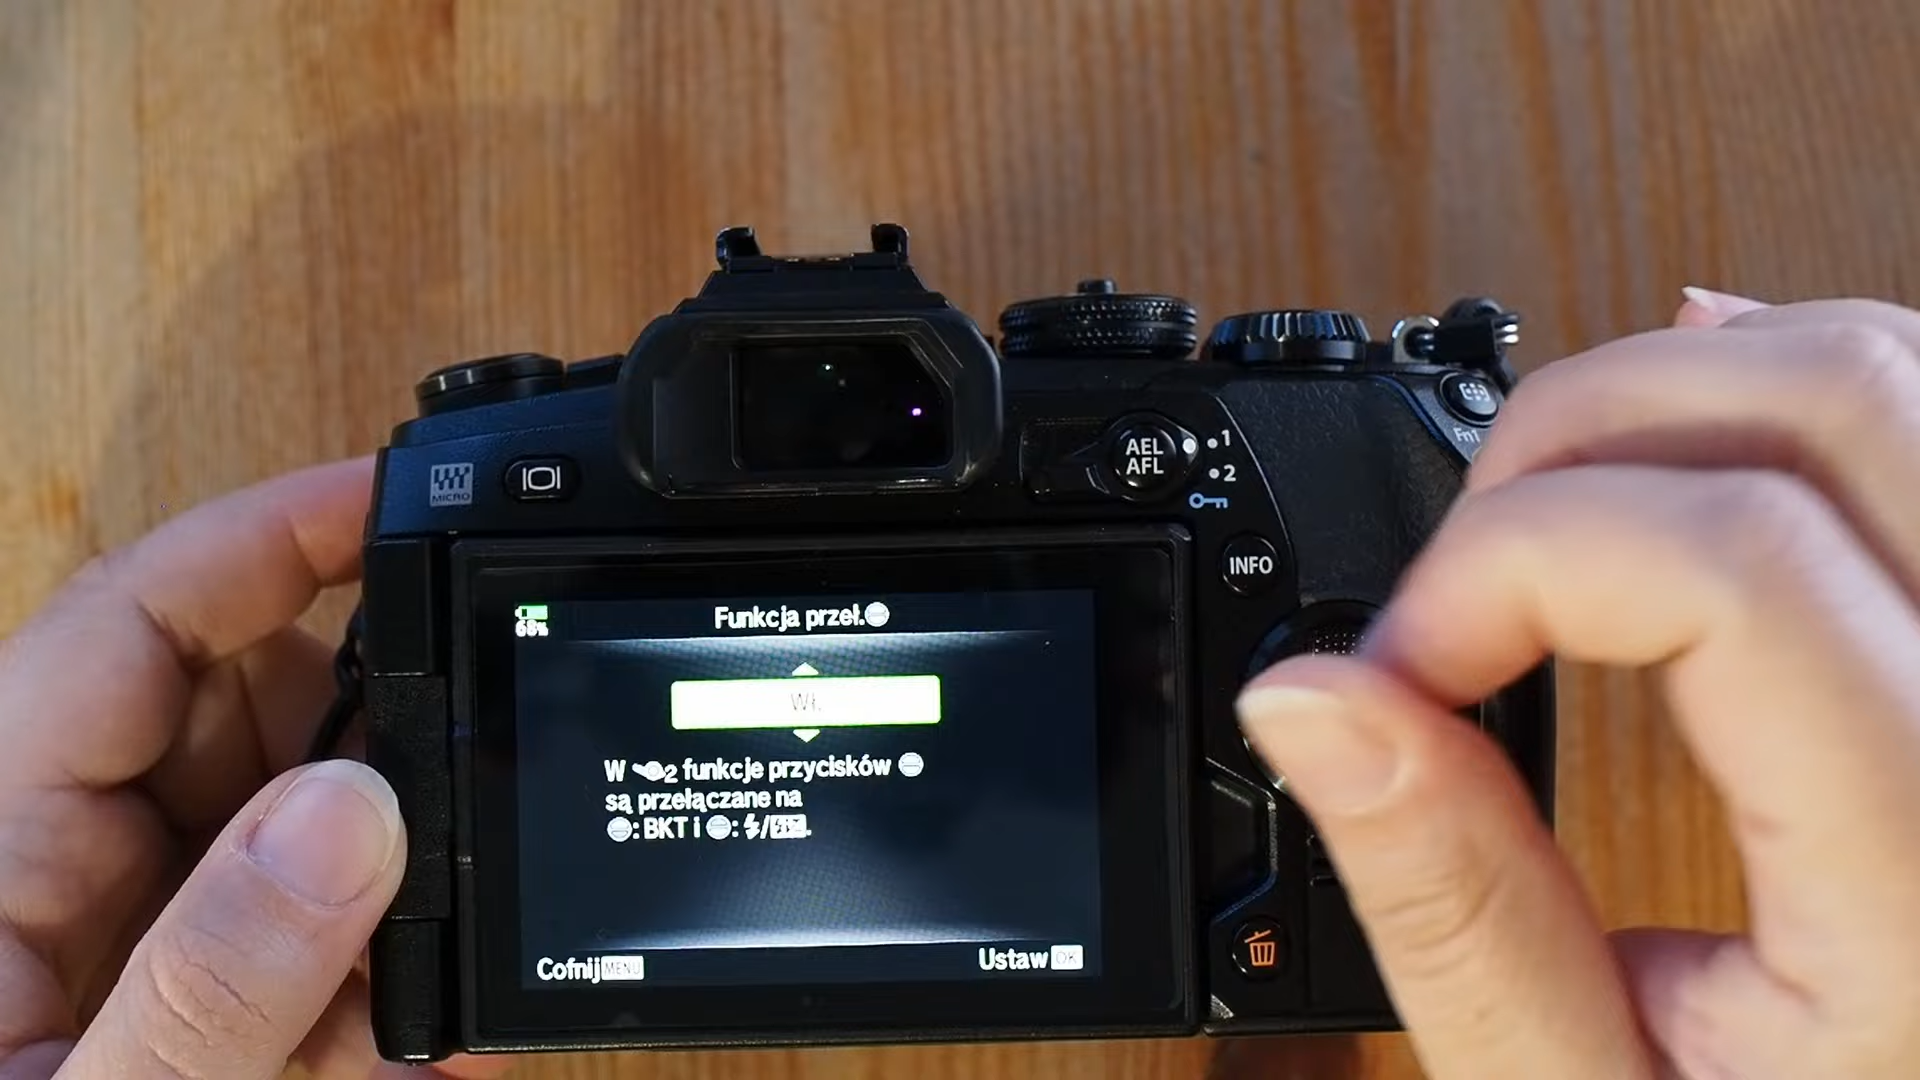 MICRO
AEL
AFL
1
2
Fn1
INFO
68%
Funkcja przeł.
Wł.
W 2 funkcje przycisków
są przełączane na
: BKT i : /
Cofnij MENU
Ustaw OK